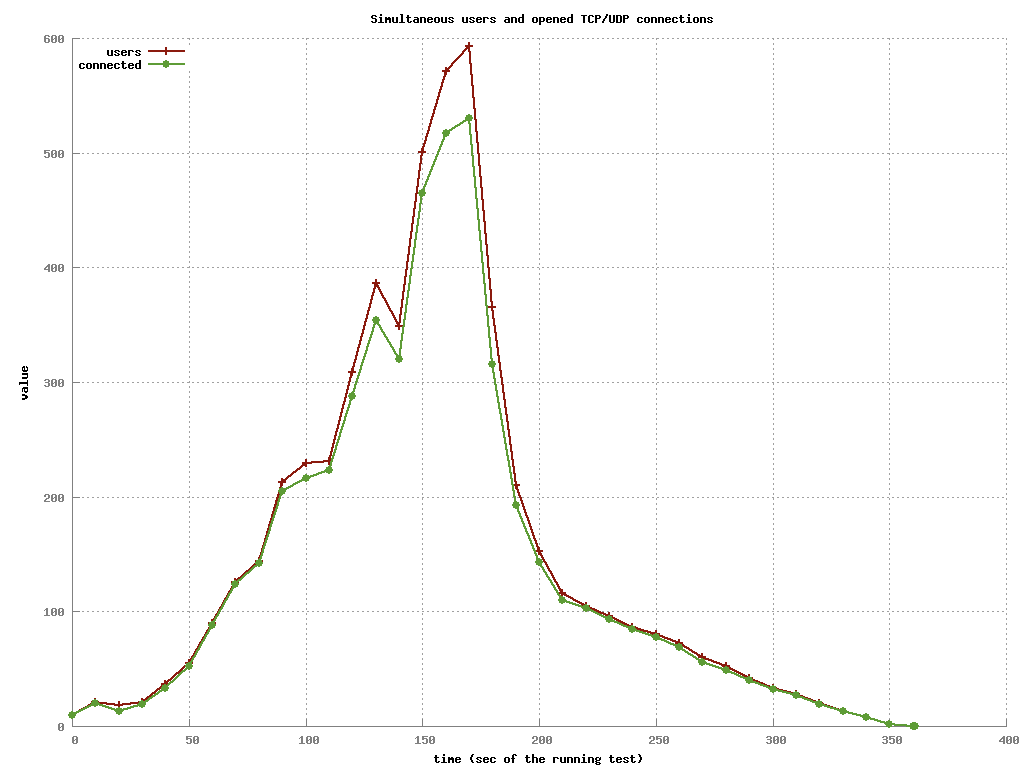 Simultaneous users and opened TCP/UDP connections
users
connected
600
500
400
300
200
100
0
value
0 50 100 150 200 250 300 350 400
time (sec of the running test)